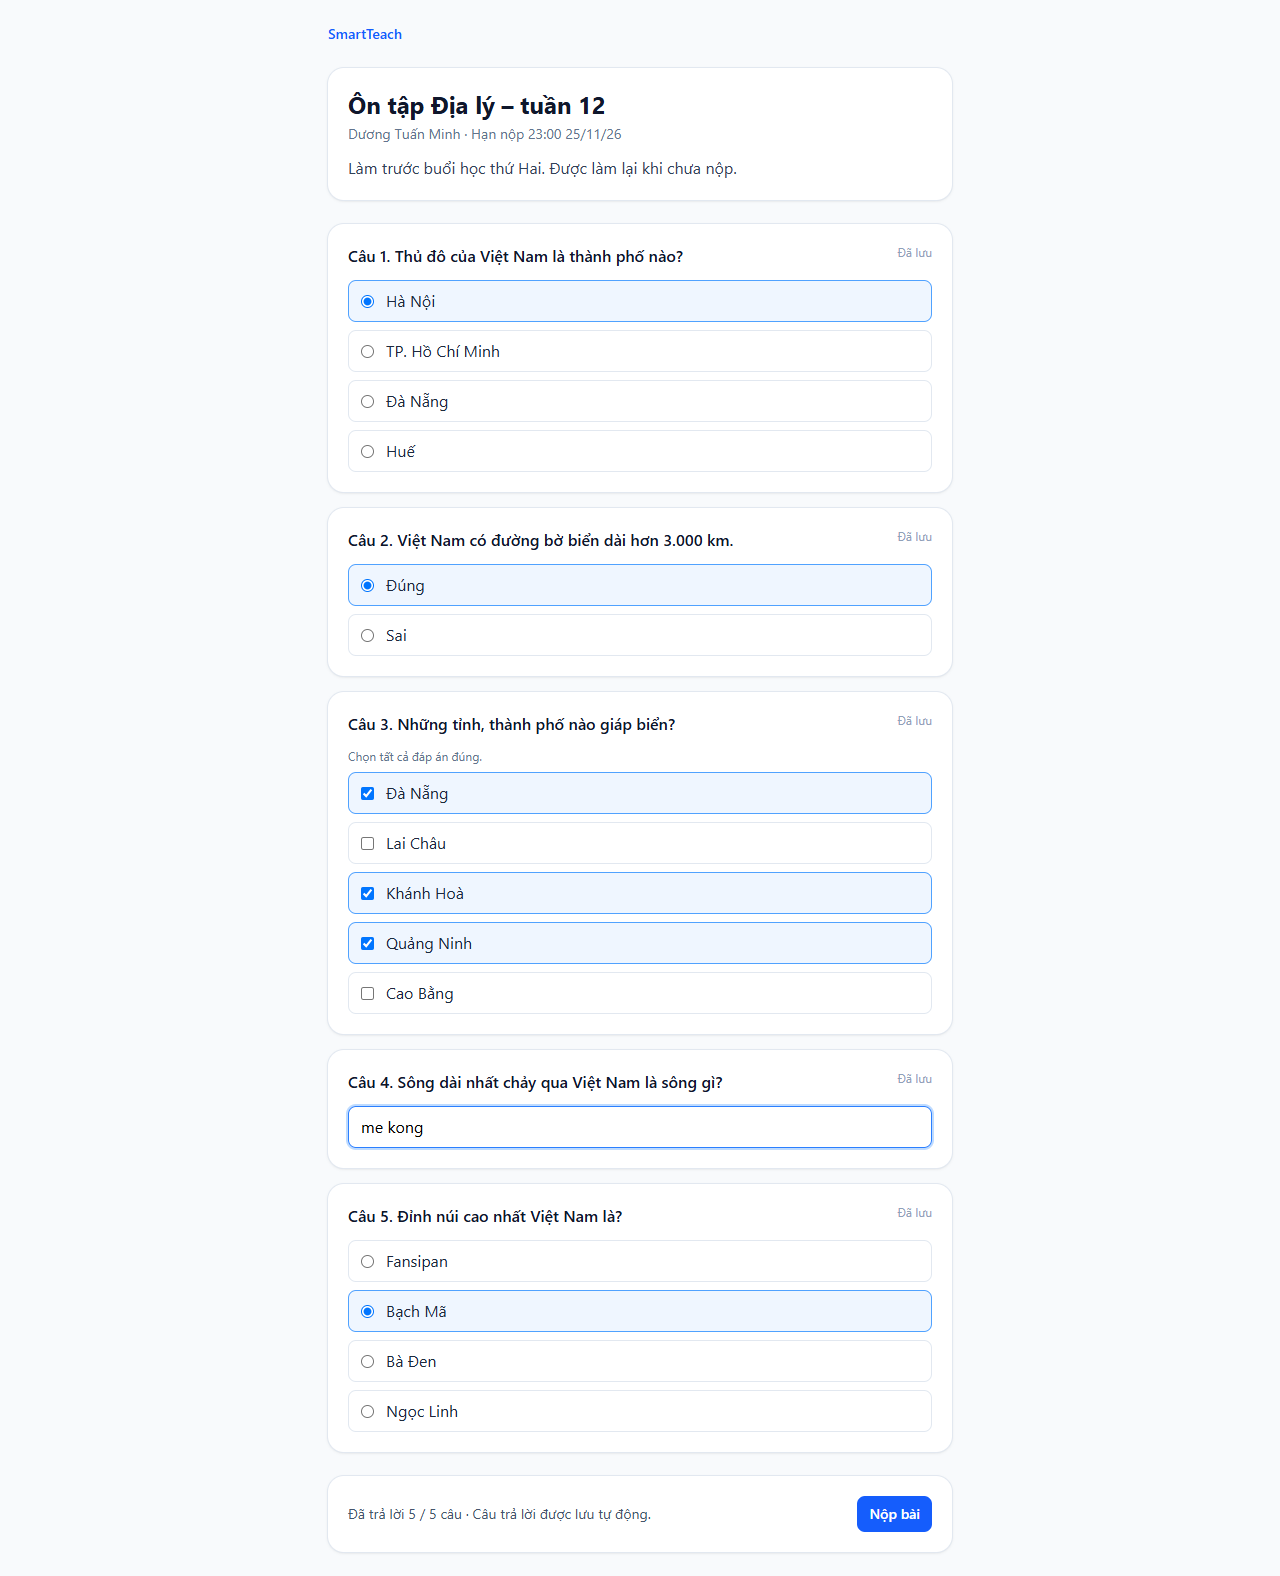 SmartTeach
Ôn tập Địa lý – tuần 12
Dương Tuấn Minh · Hạn nộp 23:00 25/11/26
Làm trước buổi học thứ Hai. Được làm lại khi chưa nộp.
Câu 1. Thủ đô của Việt Nam là thành phố nào?
Đã lưu
Hà Nội
TP. Hồ Chí Minh
Đà Nẵng
Huế
Câu 2. Việt Nam có đường bờ biển dài hơn 3.000 km.
Đã lưu
Đúng
Sai
Câu 3. Những tỉnh, thành phố nào giáp biển?
Đã lưu
Chọn tất cả đáp án đúng.
Đà Nẵng
Lai Châu
Khánh Hoà
Quảng Ninh
Cao Bằng
Câu 4. Sông dài nhất chảy qua Việt Nam là sông gì?
Đã lưu
me kong
Câu 5. Đỉnh núi cao nhất Việt Nam là?
Đã lưu
Fansipan
Bạch Mã
Bà Đen
Ngọc Linh
Đã trả lời 5 / 5 câu · Câu trả lời được lưu tự động.
Nộp bài